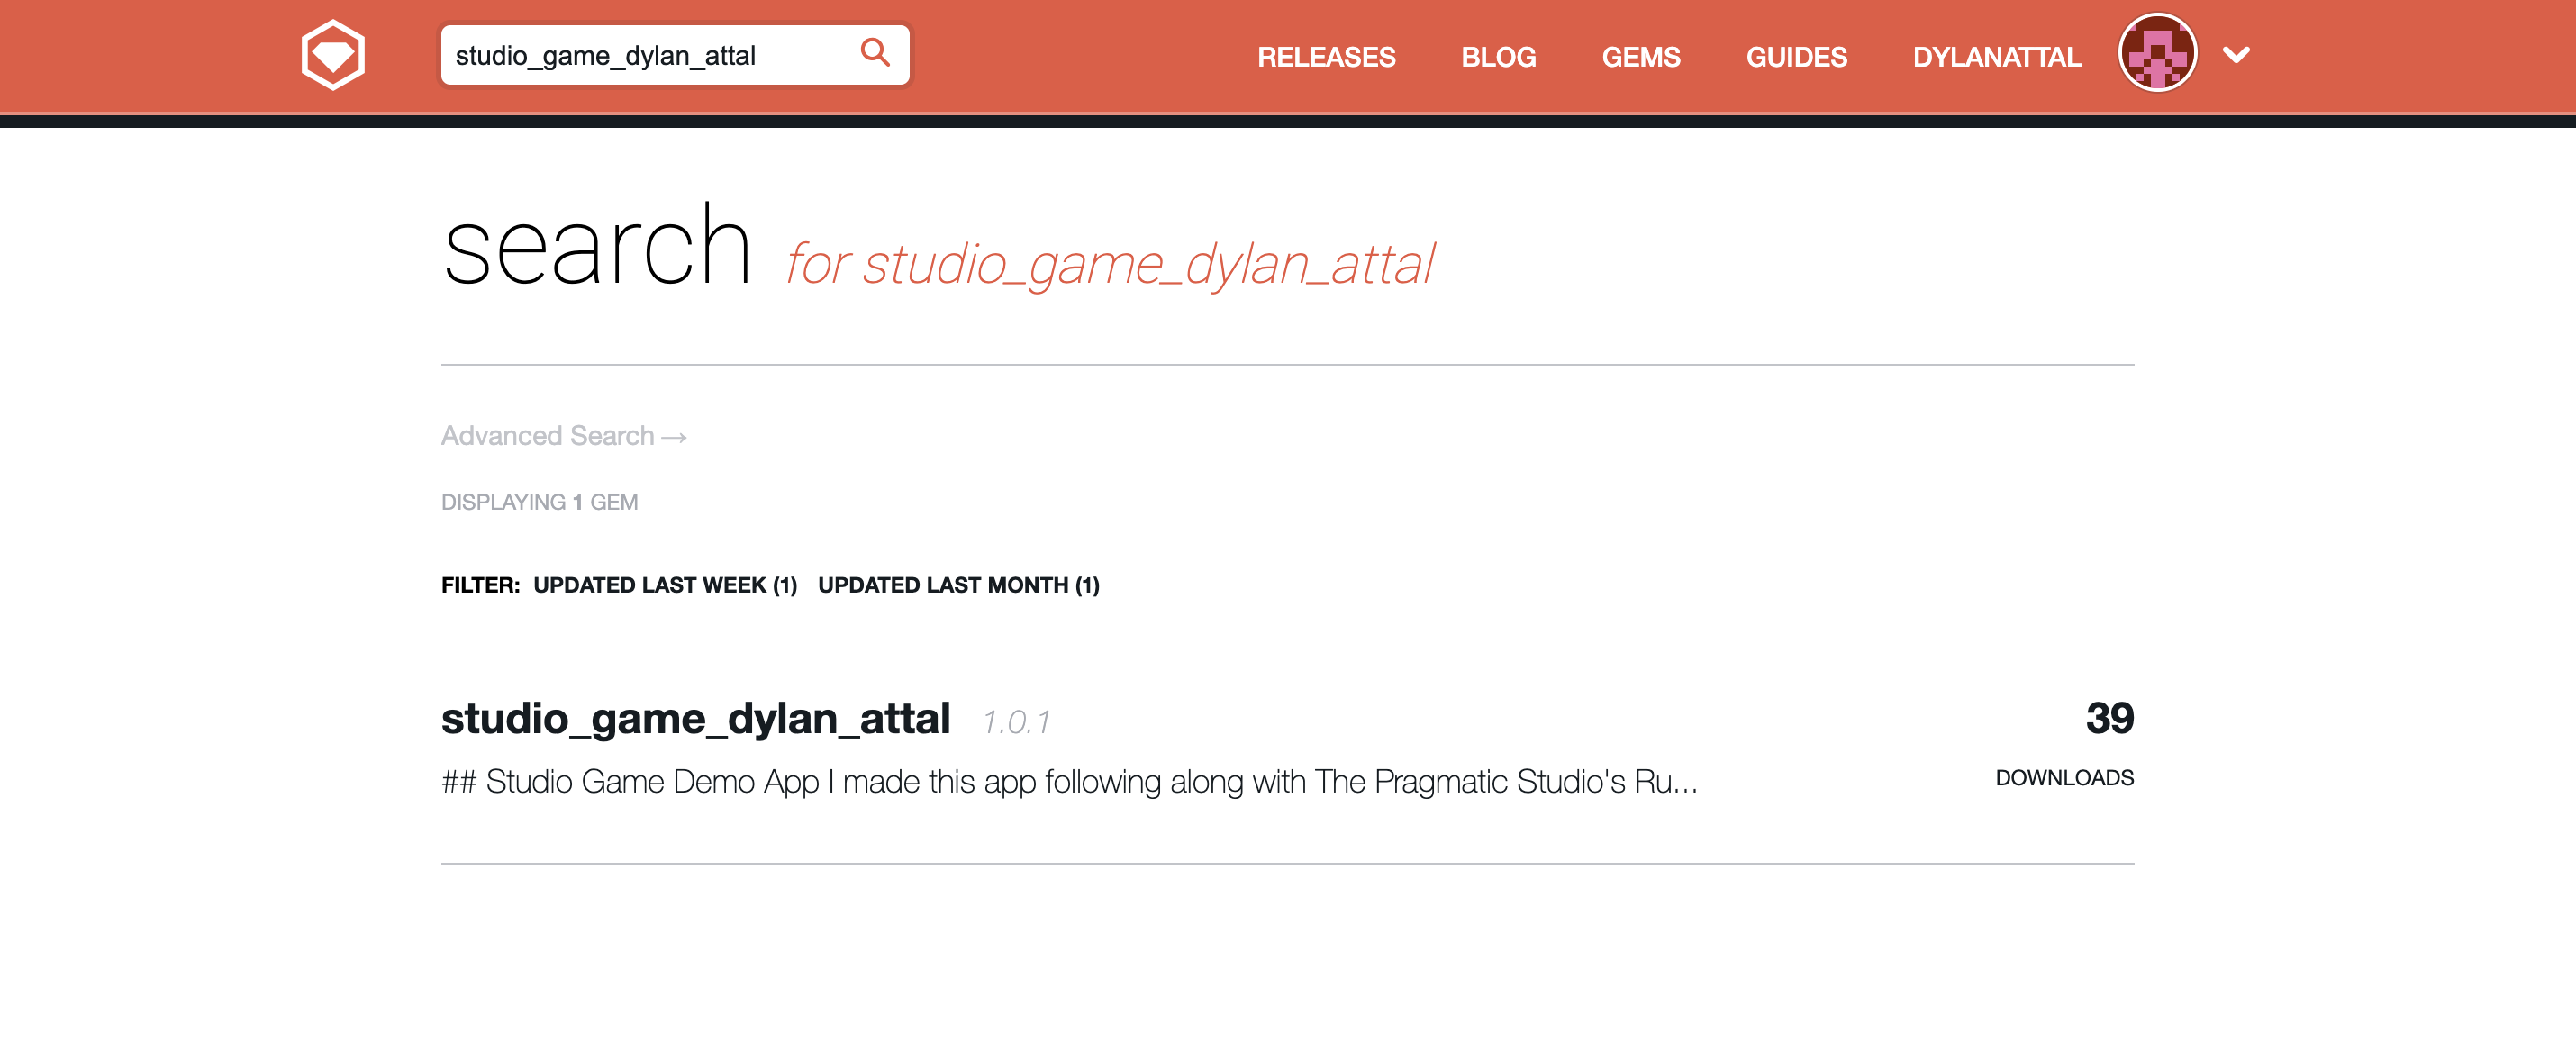 studio_game_dylan_attal
RELEASES BLOG GEMS GUIDES DYLANATTAL
search for studio_game_dylan_attal
Advanced Search →
DISPLAYING 1 GEM
FILTER: UPDATED LAST WEEK (1) UPDATED LAST MONTH (1)
studio_game_dylan_attal 1.0.1
39
## Studio Game Demo App I made this app following along with The Pragmatic Studio's Ru...
DOWNLOADS